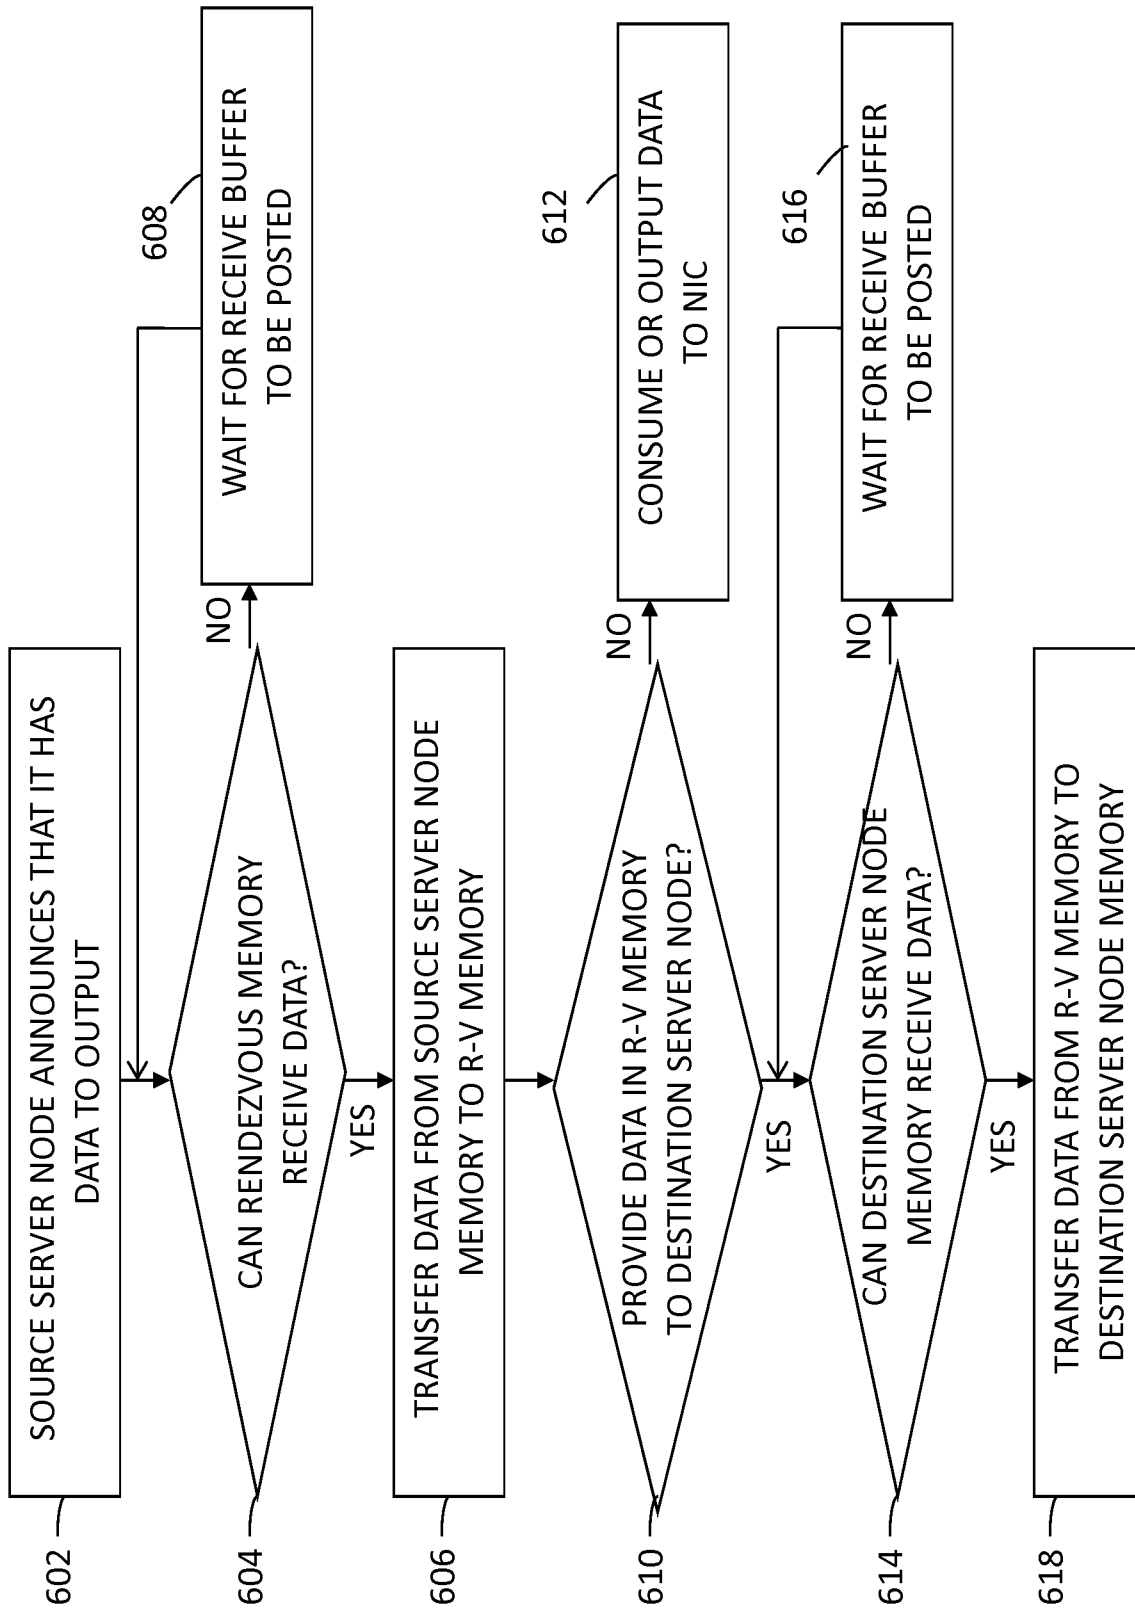 602
SOURCE SERVER NODE ANNOUNCES THAT IT HAS
DATA TO OUTPUT
604
CAN RENDEZVOUS MEMORY
RECEIVE DATA?
NO
608
WAIT FOR RECEIVE BUFFER
TO BE POSTED
YES
606
TRANSFER DATA FROM SOURCE SERVER NODE
MEMORY TO R-V MEMORY
610
PROVIDE DATA IN R-V MEMORY
TO DESTINATION SERVER NODE?
NO
612
CONSUME OR OUTPUT DATA
TO NIC
YES
614
CAN DESTINATION SERVER NODE
MEMORY RECEIVE DATA?
NO
616
WAIT FOR RECEIVE BUFFER
TO BE POSTED
YES
618
TRANSFER DATA FROM R-V MEMORY TO
DESTINATION SERVER NODE MEMORY